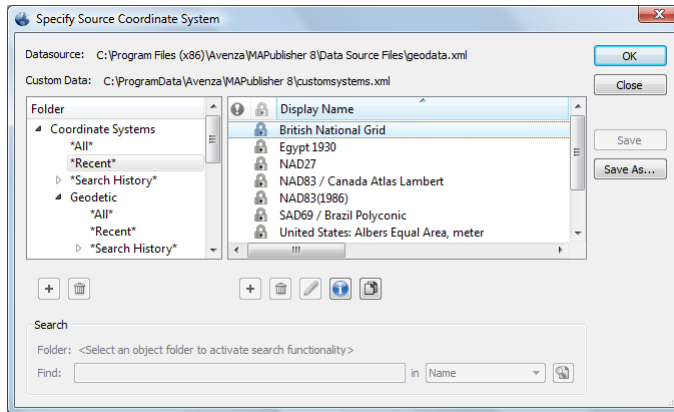 Specify Source Coordinate System
Datasource: C:\Program Files (x86)\Avenza\MAPublisher 8\Data Source Files\geodata.xml
Custom Data: C:\ProgramData\Avenza\MAPublisher 8\customsystems.xml
OK
Close
Save
Save As...
Folder
Coordinate Systems
*All*
*Recent*
*Search History*
Geodetic
*All*
*Recent*
*Search History*
Display Name
British National Grid
Egypt 1930
NAD27
NAD83 / Canada Atlas Lambert
NAD83(1986)
SAD69 / Brazil Polyconic
United States: Albers Equal Area, meter
Search
Folder: <Select an object folder to activate search functionality>
Find: in Name